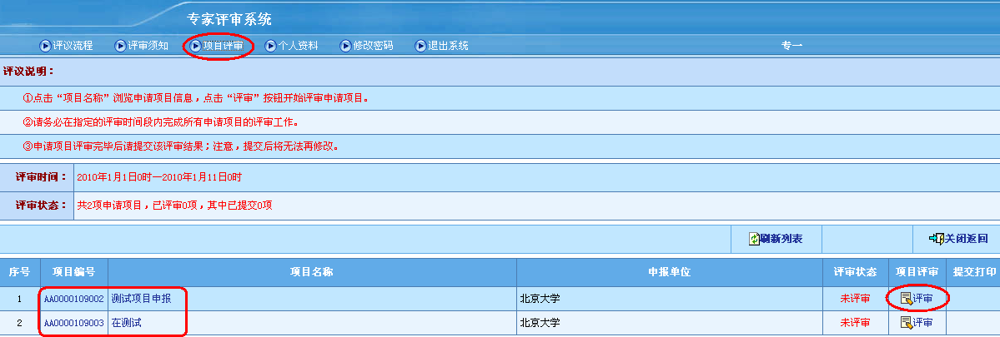 专家评审系统
评议流程 评审须知 项目评审 个人资料 修改密码 退出系统 专一
评议说明：
①点击“项目名称”浏览申请项目信息，点击“评审”按钮开始评审申请项目。
②请务必在指定的评审时间段内完成所有申请项目的评审工作。
③申请项目评审完毕后请提交该评审结果；注意，提交后将无法再修改。
评审时间： 2010年1月1日0时—2010年1月11日0时
评审状态： 共2项申请项目，已评审0项，其中已提交0项
刷新列表 关闭返回
序号 项目编号 项目名称 申报单位 评审状态 项目评审 提交打印
1 AA0000109002 测试项目申报 北京大学 未评审 评审
2 AA0000109003 在测试 北京大学 未评审 评审